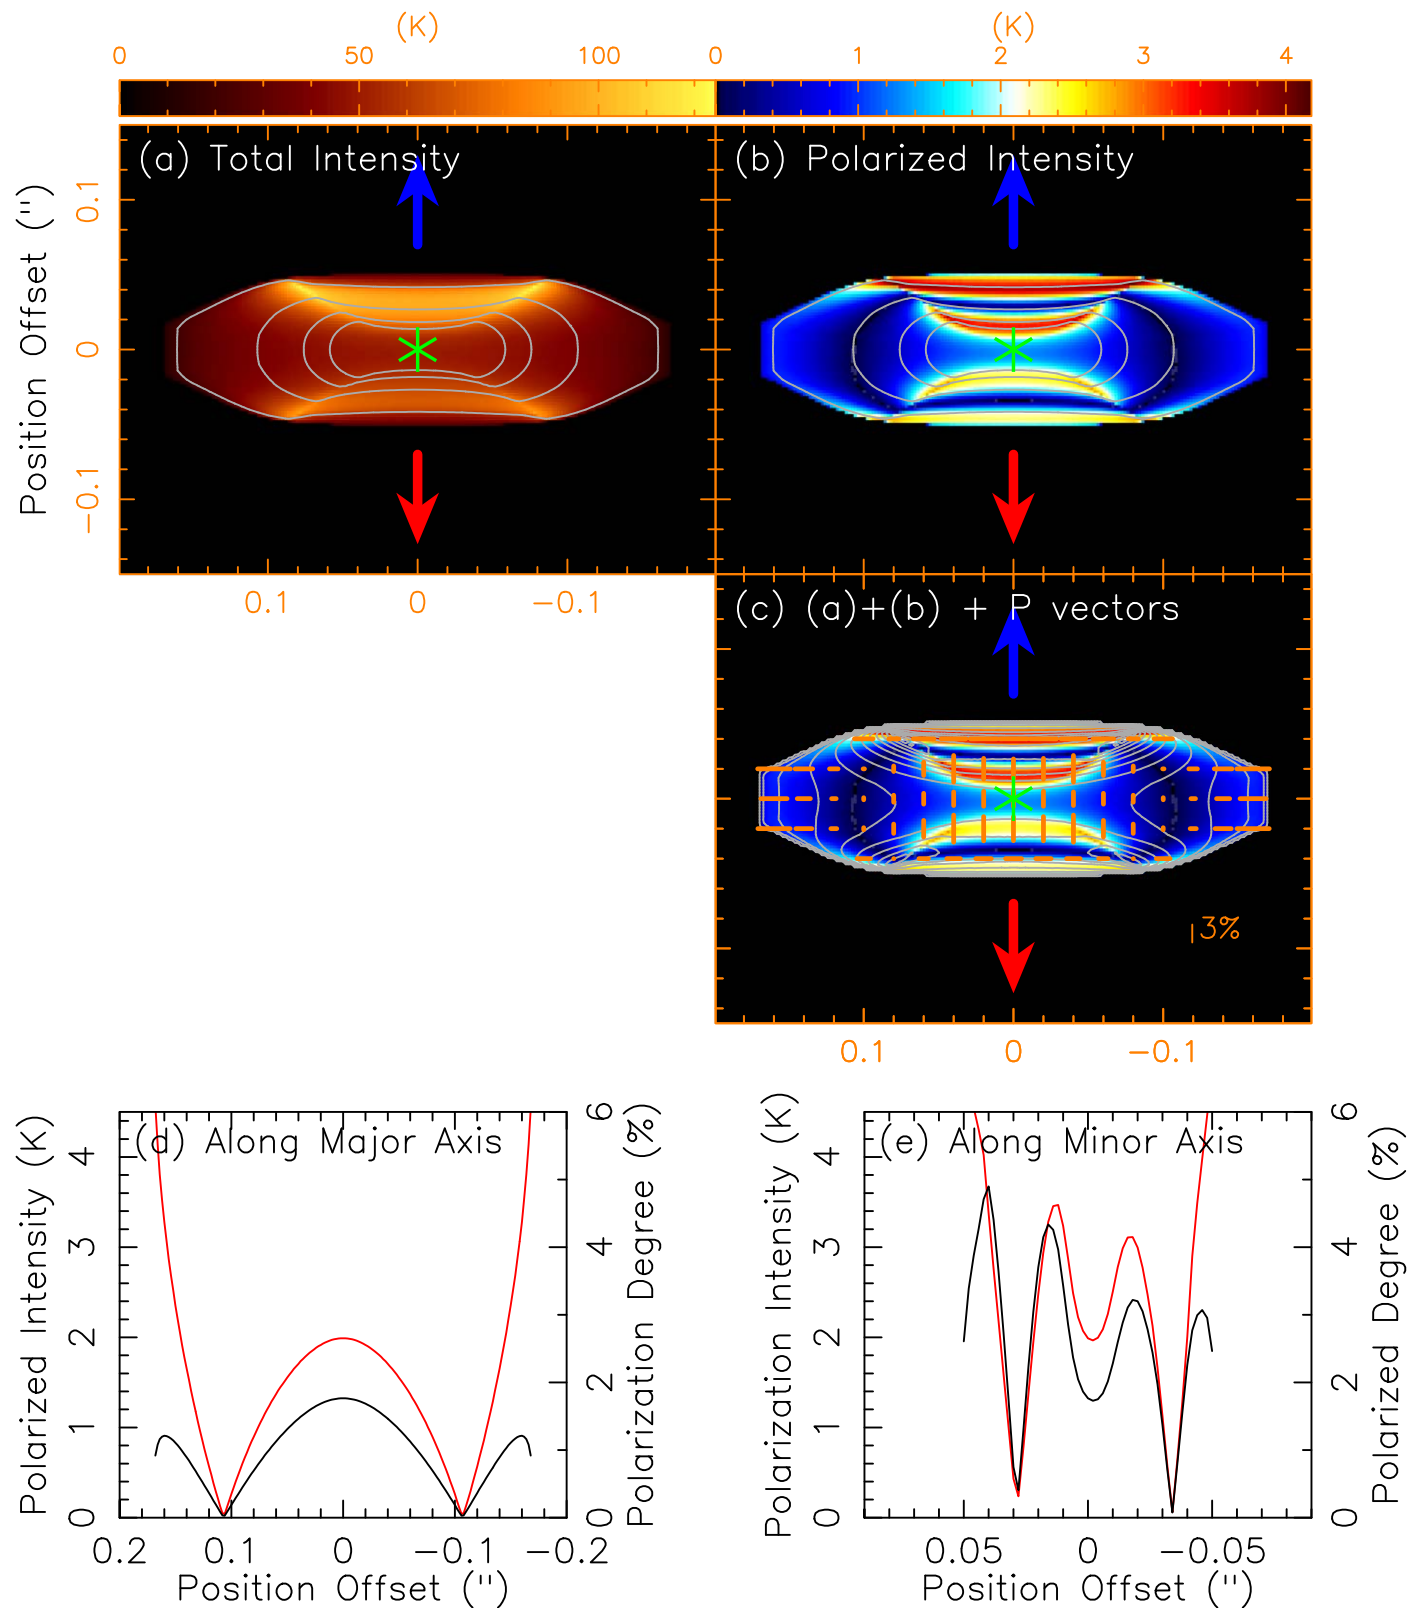 (K)
(K)
0 50 100 0 1 2 3 4
(a) Total Intensity
(b) Polarized Intensity
Position Offset (")
0.1
0
−0.1
0.1 0 −0.1
(c) (a)+(b) + P vectors
3%
0.1 0 −0.1
(d) Along Major Axis
Polarized Intensity (K)
0 1 2 3 4
Polarization Degree (%)
0 2 4 6
0.2 0.1 0 −0.1 −0.2
Position Offset (")
(e) Along Minor Axis
Polarization Intensity (K)
0 1 2 3 4
Polarized Degree (%)
0 2 4 6
0.05 0 −0.05
Position Offset (")